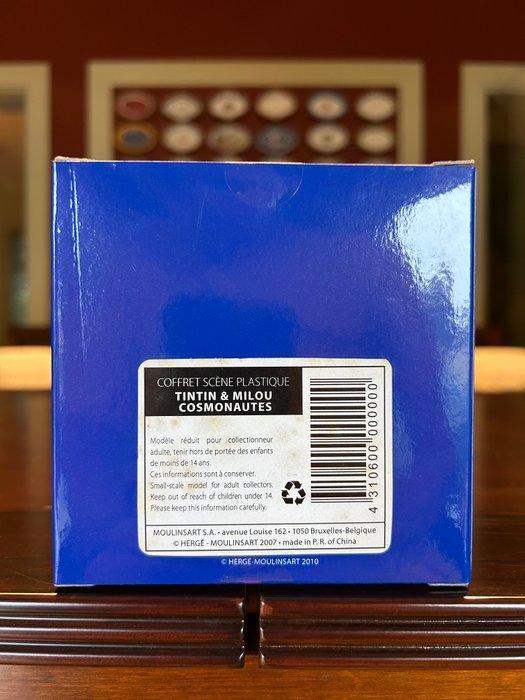 COFFRET SCÈNE PLASTIQUE
TINTIN & MILOU
COSMONAUTES
Modèle réduit pour collectionneur
adulte, tenir hors de portée des enfants
de moins de 14 ans.
Ces informations sont à conserver.
Small-scale model for adult collectors.
Keep out of reach of children under 14.
Please keep this information carefully.
4 310600 000000
MOULINSART S.A. • avenue Louise 162 • 1050 Bruxelles-Belgique
© HERGÉ - MOULINSART 2007 • made in P. R. of China
© HERGÉ-MOULINSART 2010